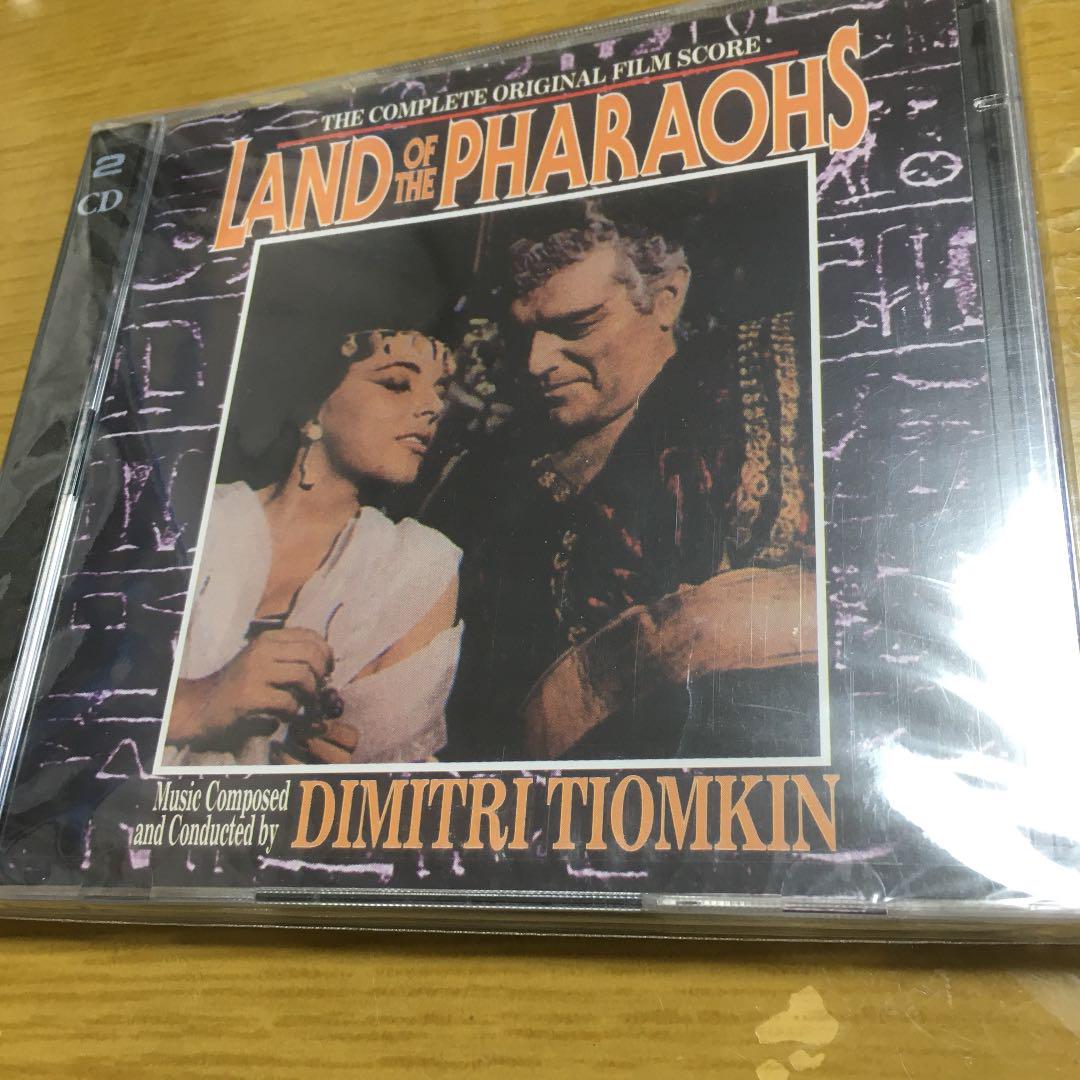 THE COMPLETE ORIGINAL FILM SCORE
LAND OF THE PHARAOHS
2
CD
Music Composed
and Conducted by
DIMITRI TIOMKIN